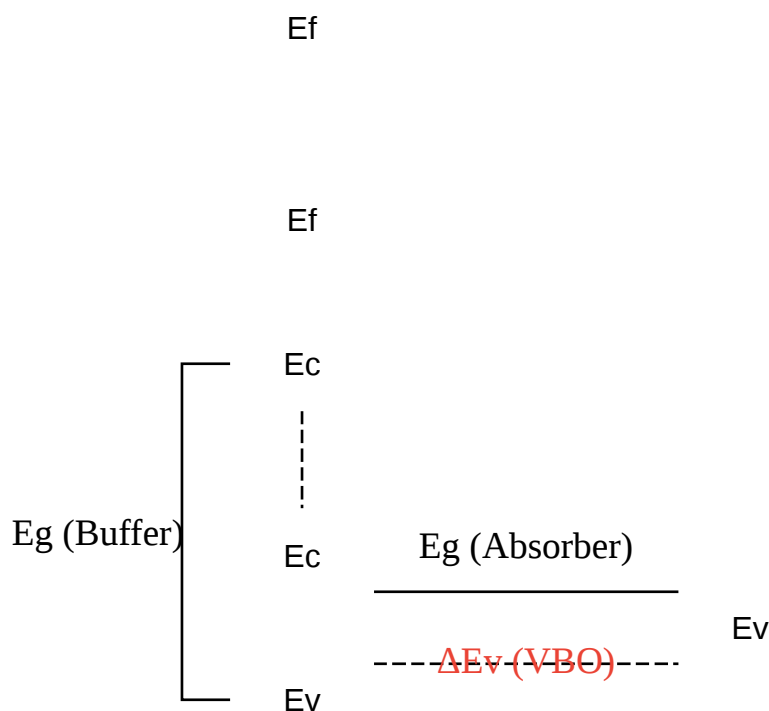 Ef
Ef
Ec
Eg (Buffer)
Ec
Eg (Absorber)
Ev
ΔEv (VBO)
Ev